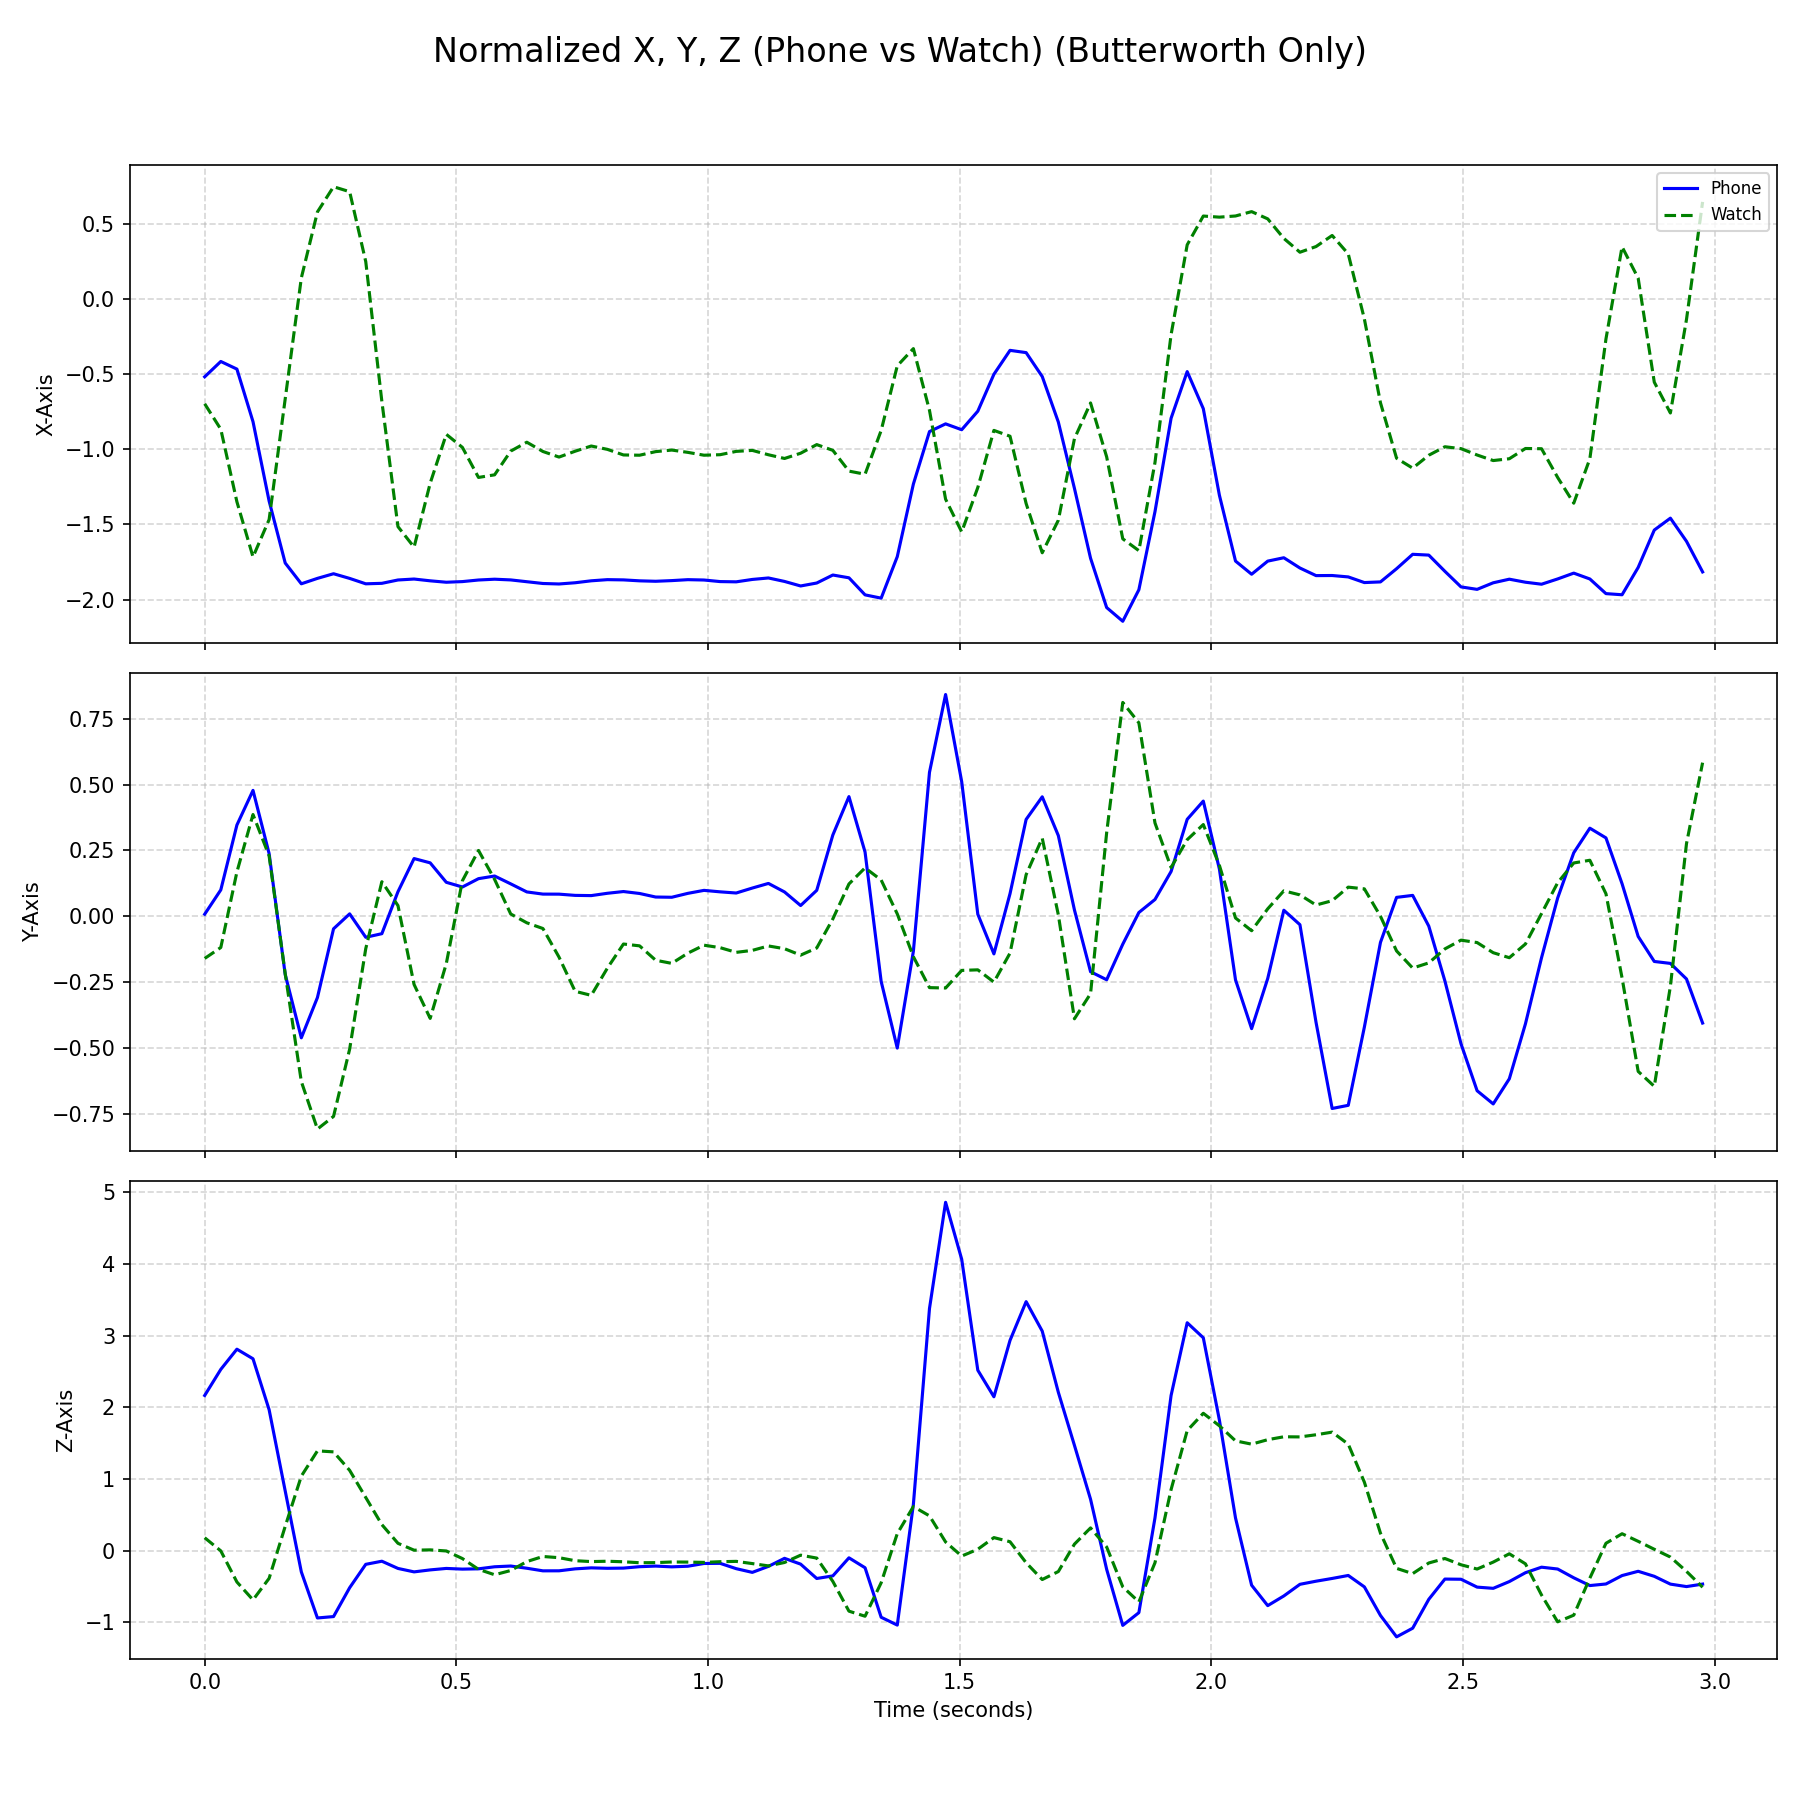 Normalized X, Y, Z (Phone vs Watch) (Butterworth Only)
Phone
Watch
X-Axis
0.5
0.0
−0.5
−1.0
−1.5
−2.0
Y-Axis
0.75
0.50
0.25
0.00
−0.25
−0.50
−0.75
Z-Axis
5
4
3
2
1
0
−1
0.0 0.5 1.0 1.5 2.0 2.5 3.0
Time (seconds)